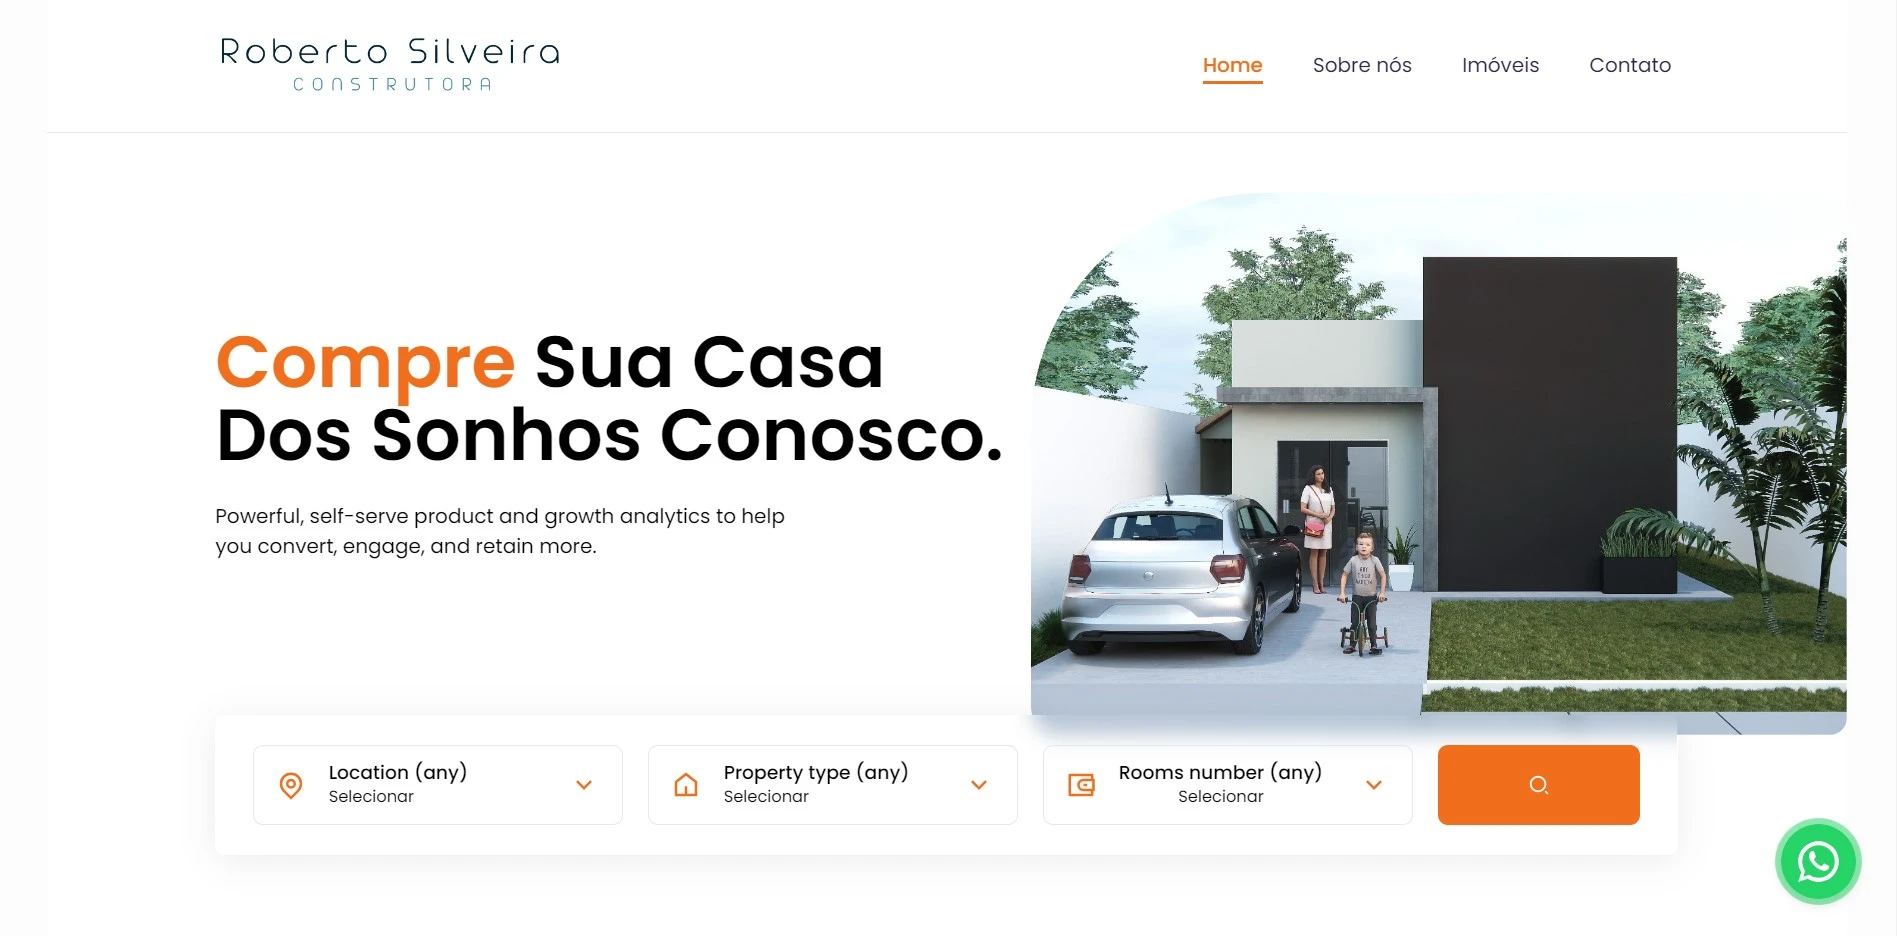 Roberto Silveira
CONSTRUTORA
Home
Sobre nós
Imóveis
Contato
Compre Sua Casa
Dos Sonhos Conosco.
Powerful, self-serve product and growth analytics to help
you convert, engage, and retain more.
Location (any)
Selecionar
Property type (any)
Selecionar
Rooms number (any)
Selecionar